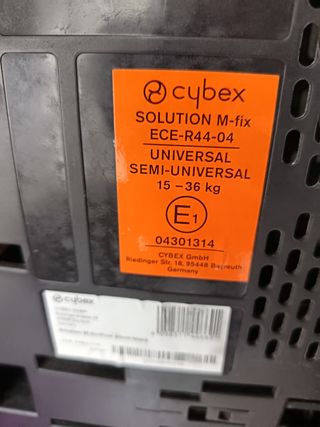 cybex
SOLUTION M-fix
ECE-R44-04
UNIVERSAL
SEMI-UNIVERSAL
15 – 36 kg
E1
04301314
CYBEX GmbH
Riedinger Str. 18, 95448 Bayreuth
Germany
cybex